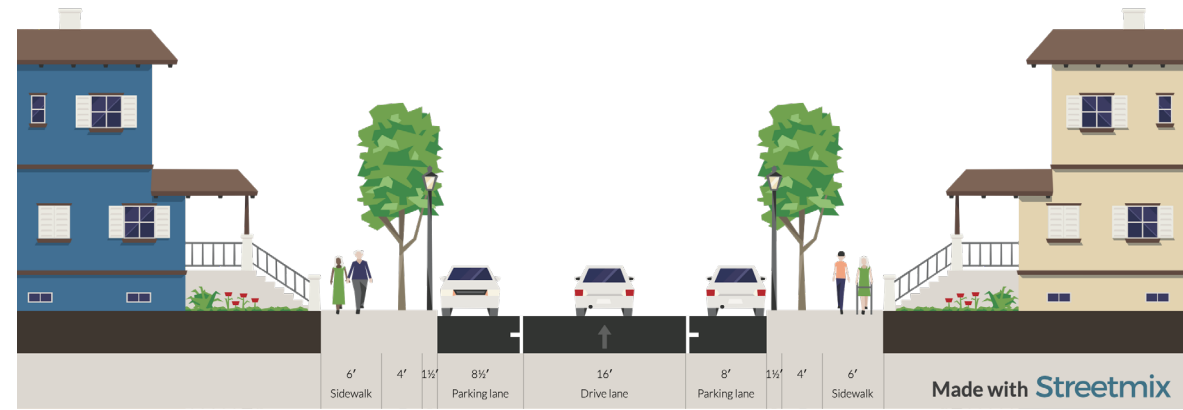 6′ 4′ 1½′ 8½′ 16′ 8′ 1½′ 4′ 6′
Sidewalk Parking lane Drive lane Parking lane Sidewalk
Made with Streetmix